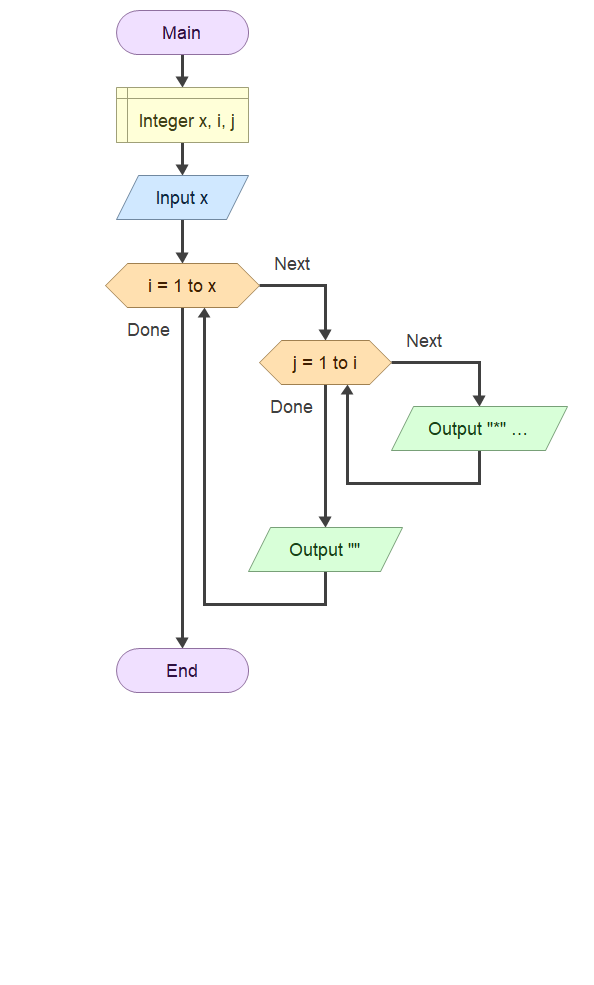 Main
Integer x, i, j
Input x
i = 1 to x
Next
Done
j = 1 to i
Next
Done
Output "*" ...
Output ""
End